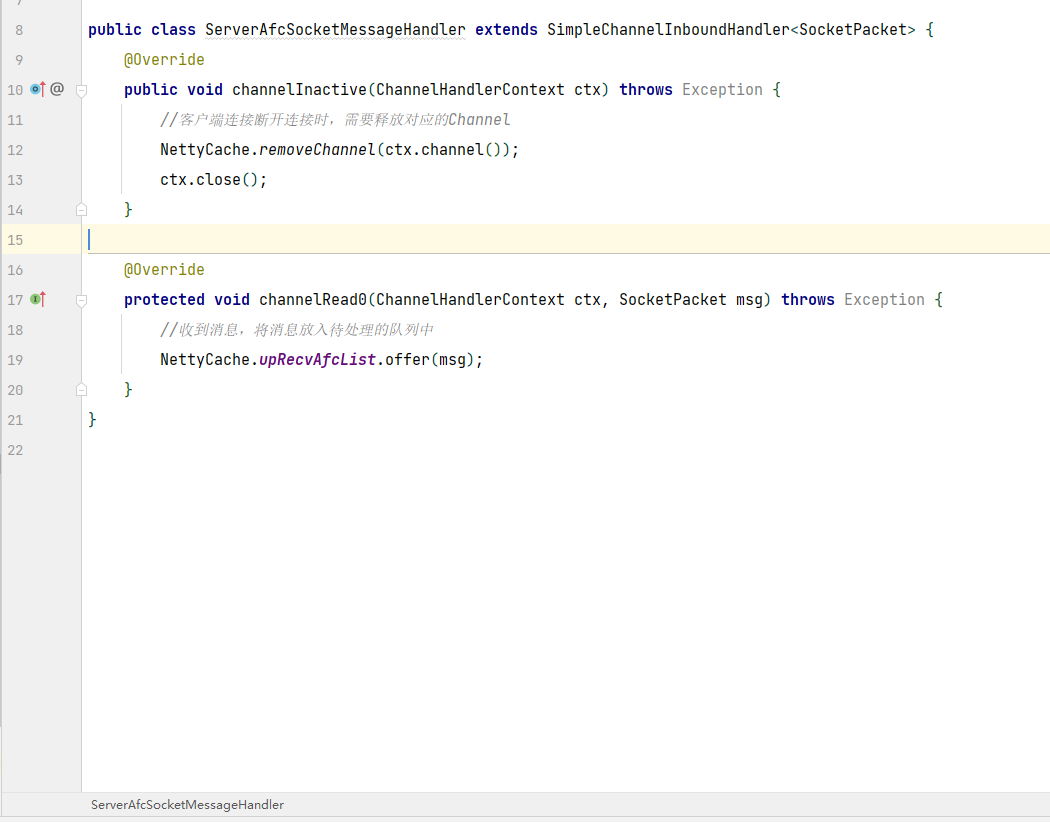 7
8 public class ServerAfcSocketMessageHandler extends SimpleChannelInboundHandler<SocketPacket> {
9     @Override
10 @    public void channelInactive(ChannelHandlerContext ctx) throws Exception {
11         //客户端连接断开连接时，需要释放对应的Channel
12         NettyCache.removeChannel(ctx.channel());
13         ctx.close();
14     }
15
16     @Override
17     protected void channelRead0(ChannelHandlerContext ctx, SocketPacket msg) throws Exception {
18         //收到消息，将消息放入待处理的队列中
19         NettyCache.upRecvAfcList.offer(msg);
20     }
21 }
22
ServerAfcSocketMessageHandler